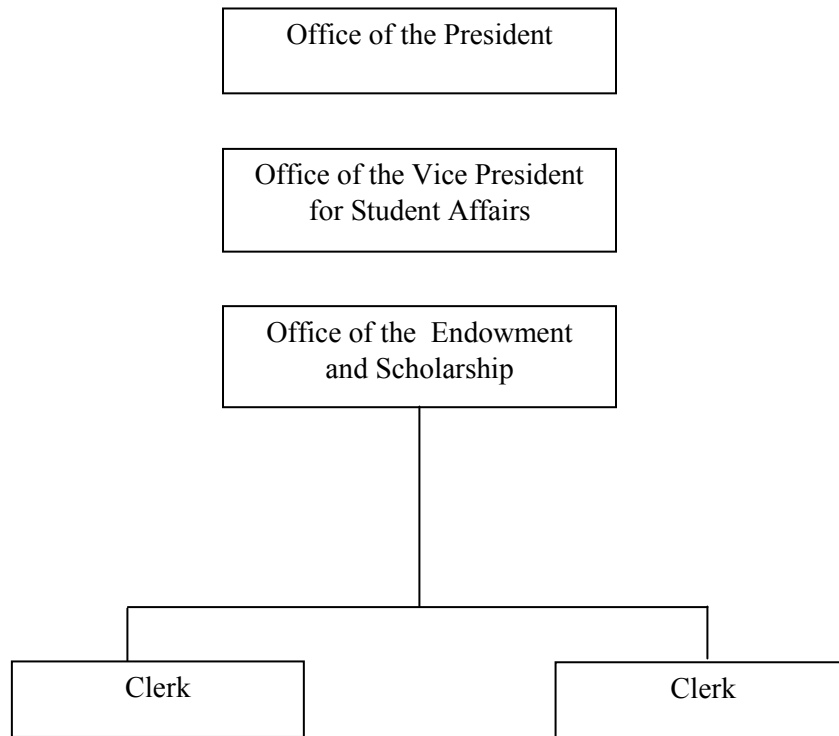 Office of the President
Office of the Vice President
for Student Affairs
Office of the  Endowment
and Scholarship
Clerk
Clerk